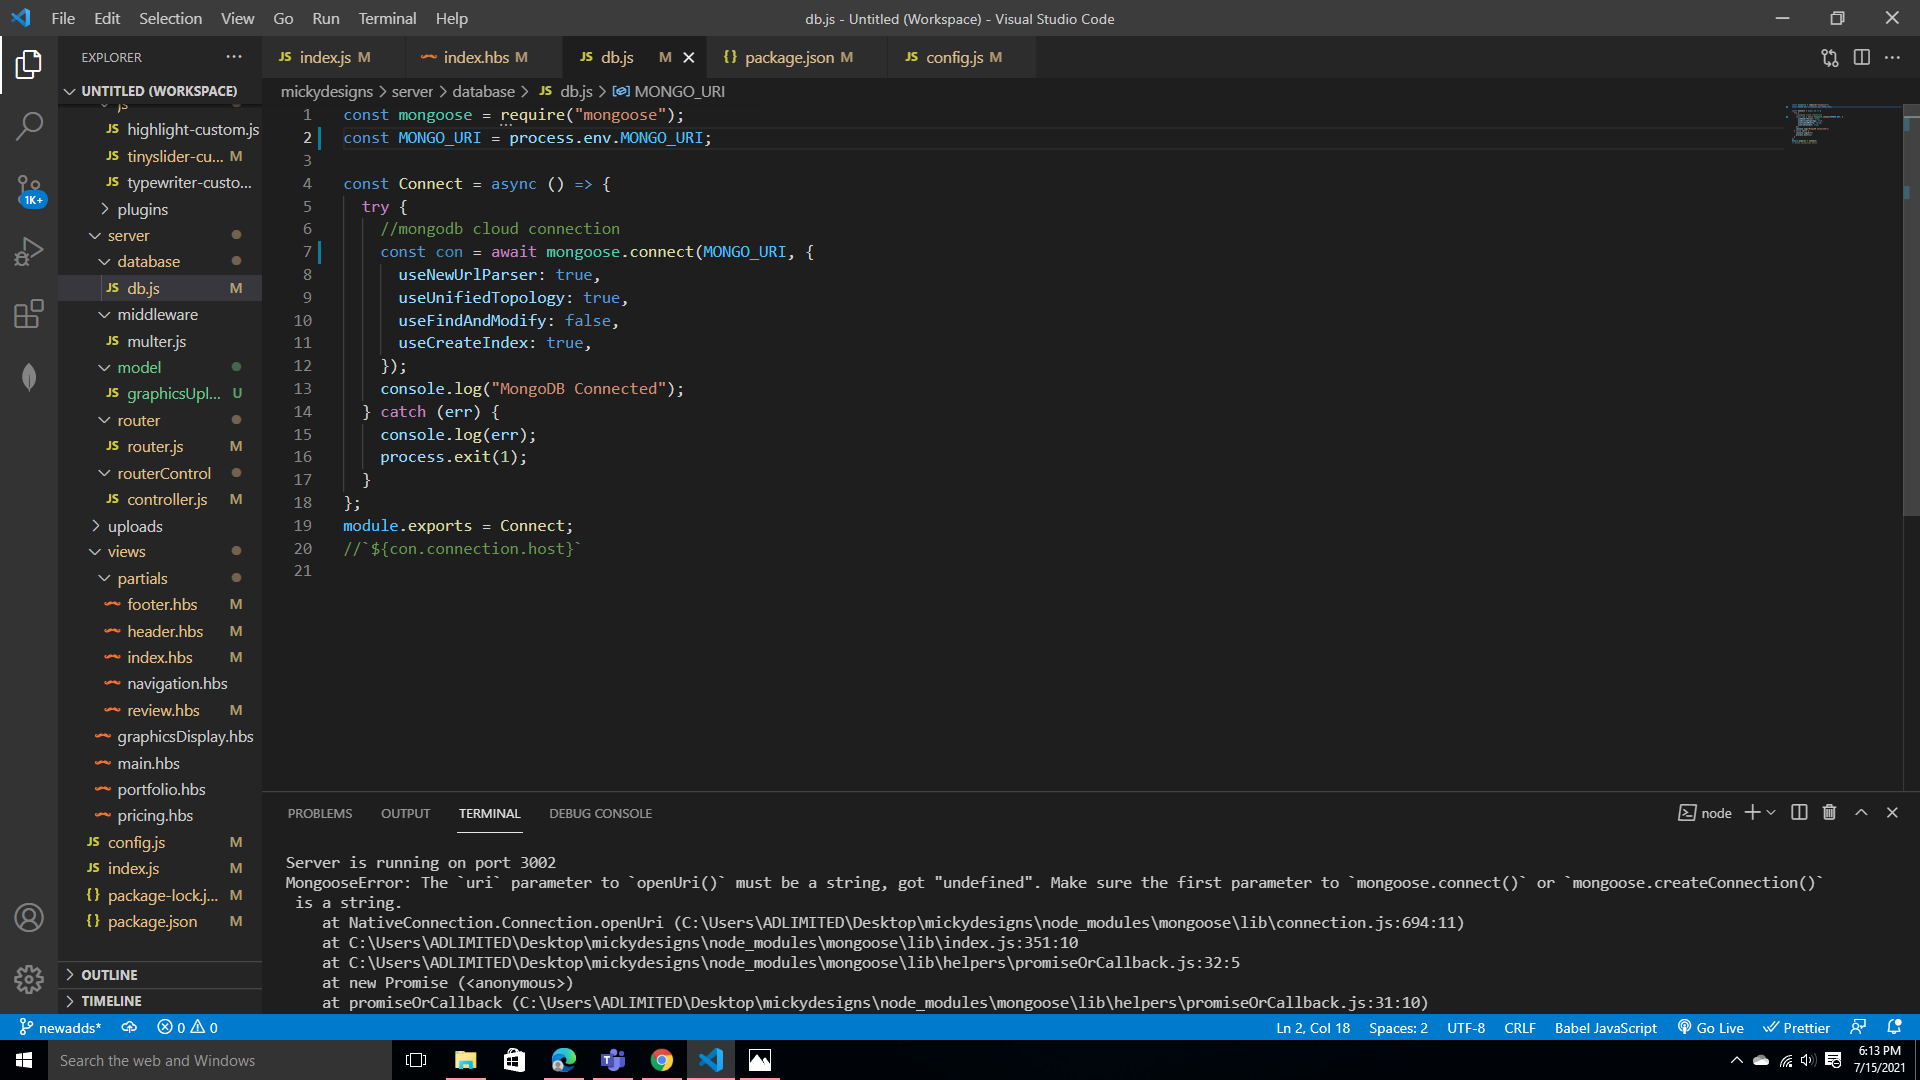 File Edit Selection View Go Run Terminal Help
db.js - Untitled (Workspace) - Visual Studio Code
EXPLORER ···
JS index.js M
index.hbs M
JS db.js M
{} package.json M
JS config.js M
UNTITLED (WORKSPACE)
js
JS highlight-custom.js
JS tinyslider-cu... M
JS typewriter-custo...
plugins
server
database
JS db.js M
middleware
JS multer.js
model
JS graphicsUpl... U
router
JS router.js M
routerControl
JS controller.js M
uploads
views
partials
footer.hbs M
header.hbs M
index.hbs M
navigation.hbs
review.hbs M
graphicsDisplay.hbs
main.hbs
portfolio.hbs
pricing.hbs
JS config.js M
JS index.js M
{} package-lock.j... M
{} package.json M
OUTLINE
TIMELINE
1K+
mickydesigns > server > database > JS db.js > MONGO_URI
1 const mongoose = require("mongoose");
2 const MONGO_URI = process.env.MONGO_URI;
3
4 const Connect = async () => {
5 try {
6 //mongodb cloud connection
7 const con = await mongoose.connect(MONGO_URI, {
8 useNewUrlParser: true,
9 useUnifiedTopology: true,
10 useFindAndModify: false,
11 useCreateIndex: true,
12 });
13 console.log("MongoDB Connected");
14 } catch (err) {
15 console.log(err);
16 process.exit(1);
17 }
18 };
19 module.exports = Connect;
20 //`${con.connection.host}`
21
PROBLEMS OUTPUT TERMINAL DEBUG CONSOLE
node
Server is running on port 3002
MongooseError: The `uri` parameter to `openUri()` must be a string, got "undefined". Make sure the first parameter to `mongoose.connect()` or `mongoose.createConnection()`
is a string.
at NativeConnection.Connection.openUri (C:\Users\ADLIMITED\Desktop\mickydesigns\node_modules\mongoose\lib\connection.js:694:11)
at C:\Users\ADLIMITED\Desktop\mickydesigns\node_modules\mongoose\lib\index.js:351:10
at C:\Users\ADLIMITED\Desktop\mickydesigns\node_modules\mongoose\lib\helpers\promiseOrCallback.js:32:5
at new Promise (<anonymous>)
at promiseOrCallback (C:\Users\ADLIMITED\Desktop\mickydesigns\node_modules\mongoose\lib\helpers\promiseOrCallback.js:31:10)
newadds* 0 0
Ln 2, Col 18 Spaces: 2 UTF-8 CRLF Babel JavaScript Go Live Prettier
Search the web and Windows
6:13 PM
7/15/2021